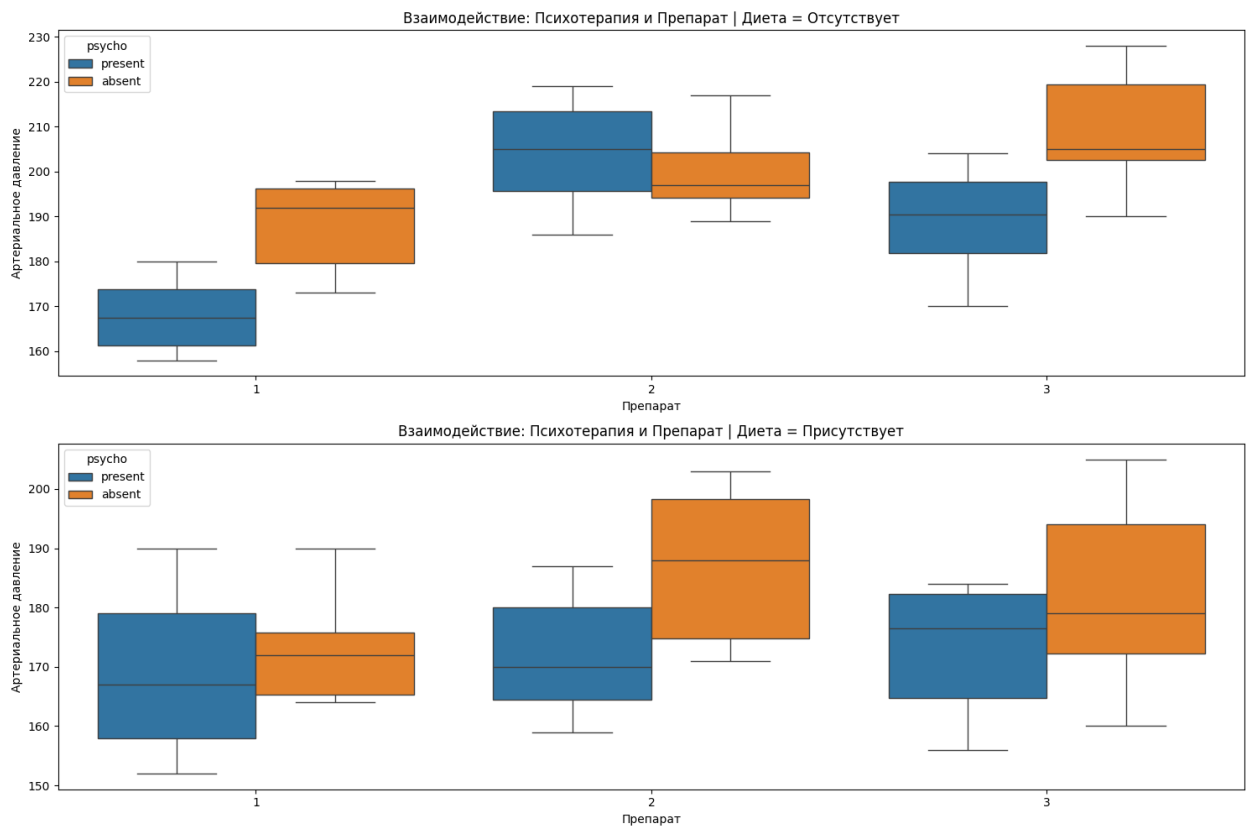 Взаимодействие: Психотерапия и Препарат | Диета = Отсутствует
psycho
present
absent
Артериальное давление
230
220
210
200
190
180
170
160
1
2
3
Препарат
Взаимодействие: Психотерапия и Препарат | Диета = Присутствует
psycho
present
absent
Артериальное давление
200
190
180
170
160
150
1
2
3
Препарат